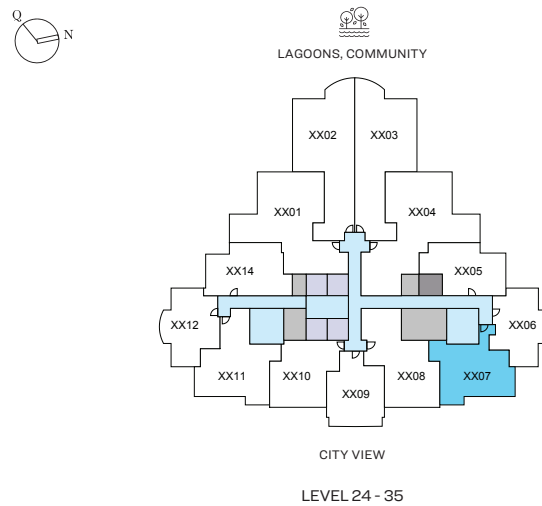 Q
N
LAGOONS, COMMUNITY
XX02 XX03
XX01 XX04
XX14 XX05
XX12 XX06
XX11 XX10 XX09 XX08 XX07
CITY VIEW
LEVEL 24 - 35